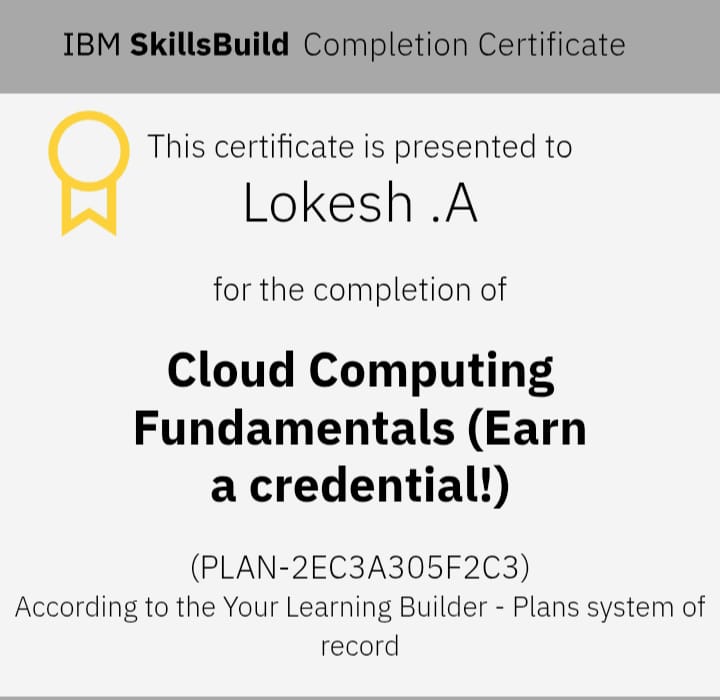 IBM SkillsBuild Completion Certificate
This certificate is presented to
Lokesh .A
for the completion of
Cloud Computing
Fundamentals (Earn
a credential!)
(PLAN-2EC3A305F2C3)
According to the Your Learning Builder - Plans system of
record